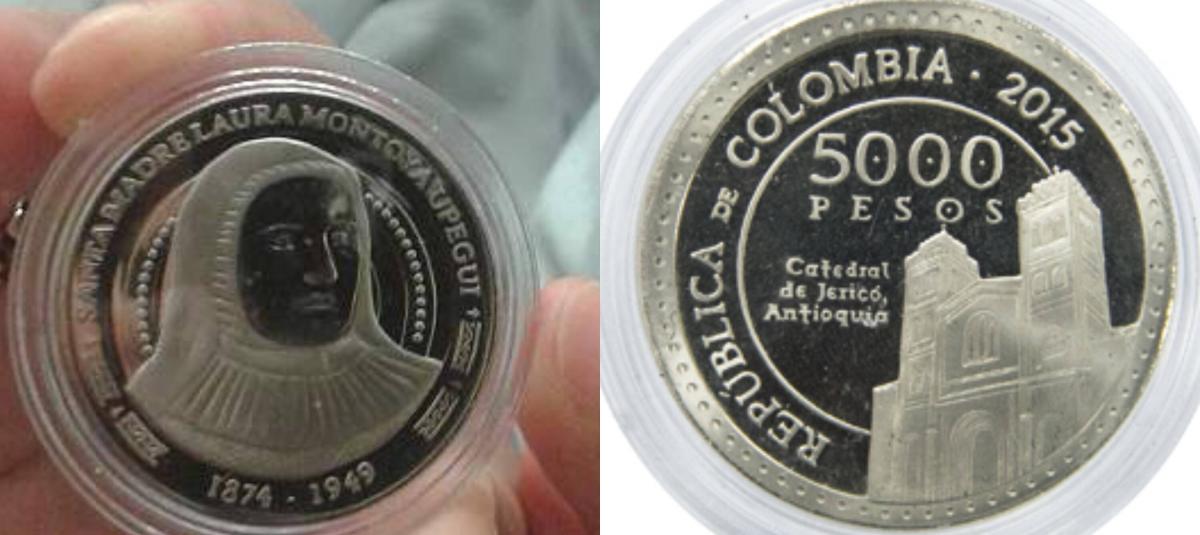 SANTA MADRE LAURA MONTOYA UPEGUI
1874 - 1949
REPÚBLICA DE COLOMBIA · 2015
5000
PESOS
Catedral
de Jericó,
Antioquia